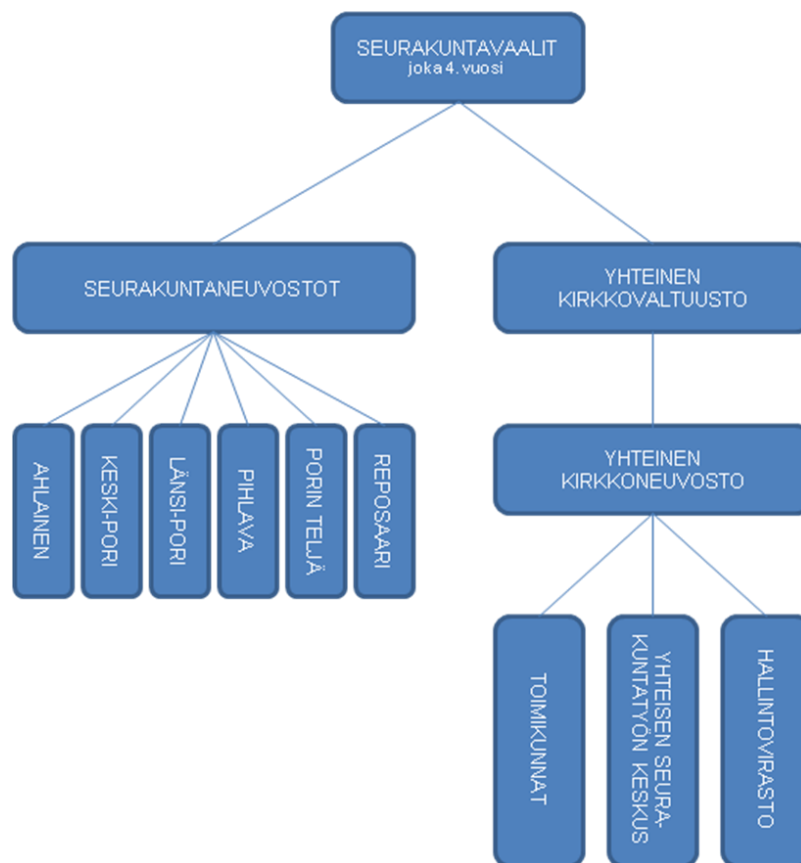 SEURAKUNTAVAALIT
joka 4. vuosi
SEURAKUNTANEUVOSTOT
YHTEINEN
KIRKKOVALTUUSTO
AHLAINEN
KESKI-PORI
LÄNSI-PORI
PIHLAVA
PORIN TELJÄ
REPOSAARI
YHTEINEN
KIRKKONEUVOSTO
TOIMIKUNNAT
YHTEISEN SEURA-
KUNTATYÖN KESKUS
HALLINTOVIRASTO